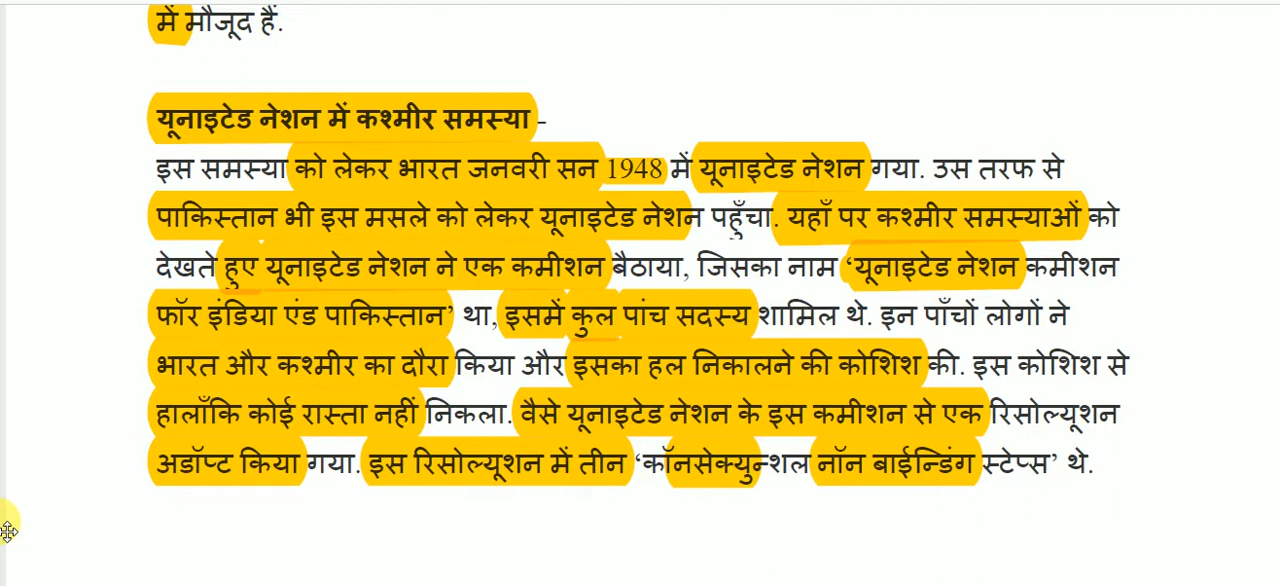 में मौजूद हैं.
यूनाइटेड नेशन में कश्मीर समस्या -
इस समस्या को लेकर भारत जनवरी सन 1948 में यूनाइटेड नेशन गया. उस तरफ से
पाकिस्तान भी इस मसले को लेकर यूनाइटेड नेशन पहुँचा. यहाँ पर कश्मीर समस्याओं को
देखते हुए यूनाइटेड नेशन ने एक कमीशन बैठाया, जिसका नाम ‘यूनाइटेड नेशन कमीशन
फॉर इंडिया एंड पाकिस्तान’ था, इसमें कुल पांच सदस्य शामिल थे. इन पाँचों लोगों ने
भारत और कश्मीर का दौरा किया और इसका हल निकालने की कोशिश की. इस कोशिश से
हालाँकि कोई रास्ता नहीं निकला. वैसे यूनाइटेड नेशन के इस कमीशन से एक रिसोल्यूशन
अडॉप्ट किया गया. इस रिसोल्यूशन में तीन ‘कॉनसेक्युन्शल नॉन बाईन्डिंग स्टेप्स’ थे.